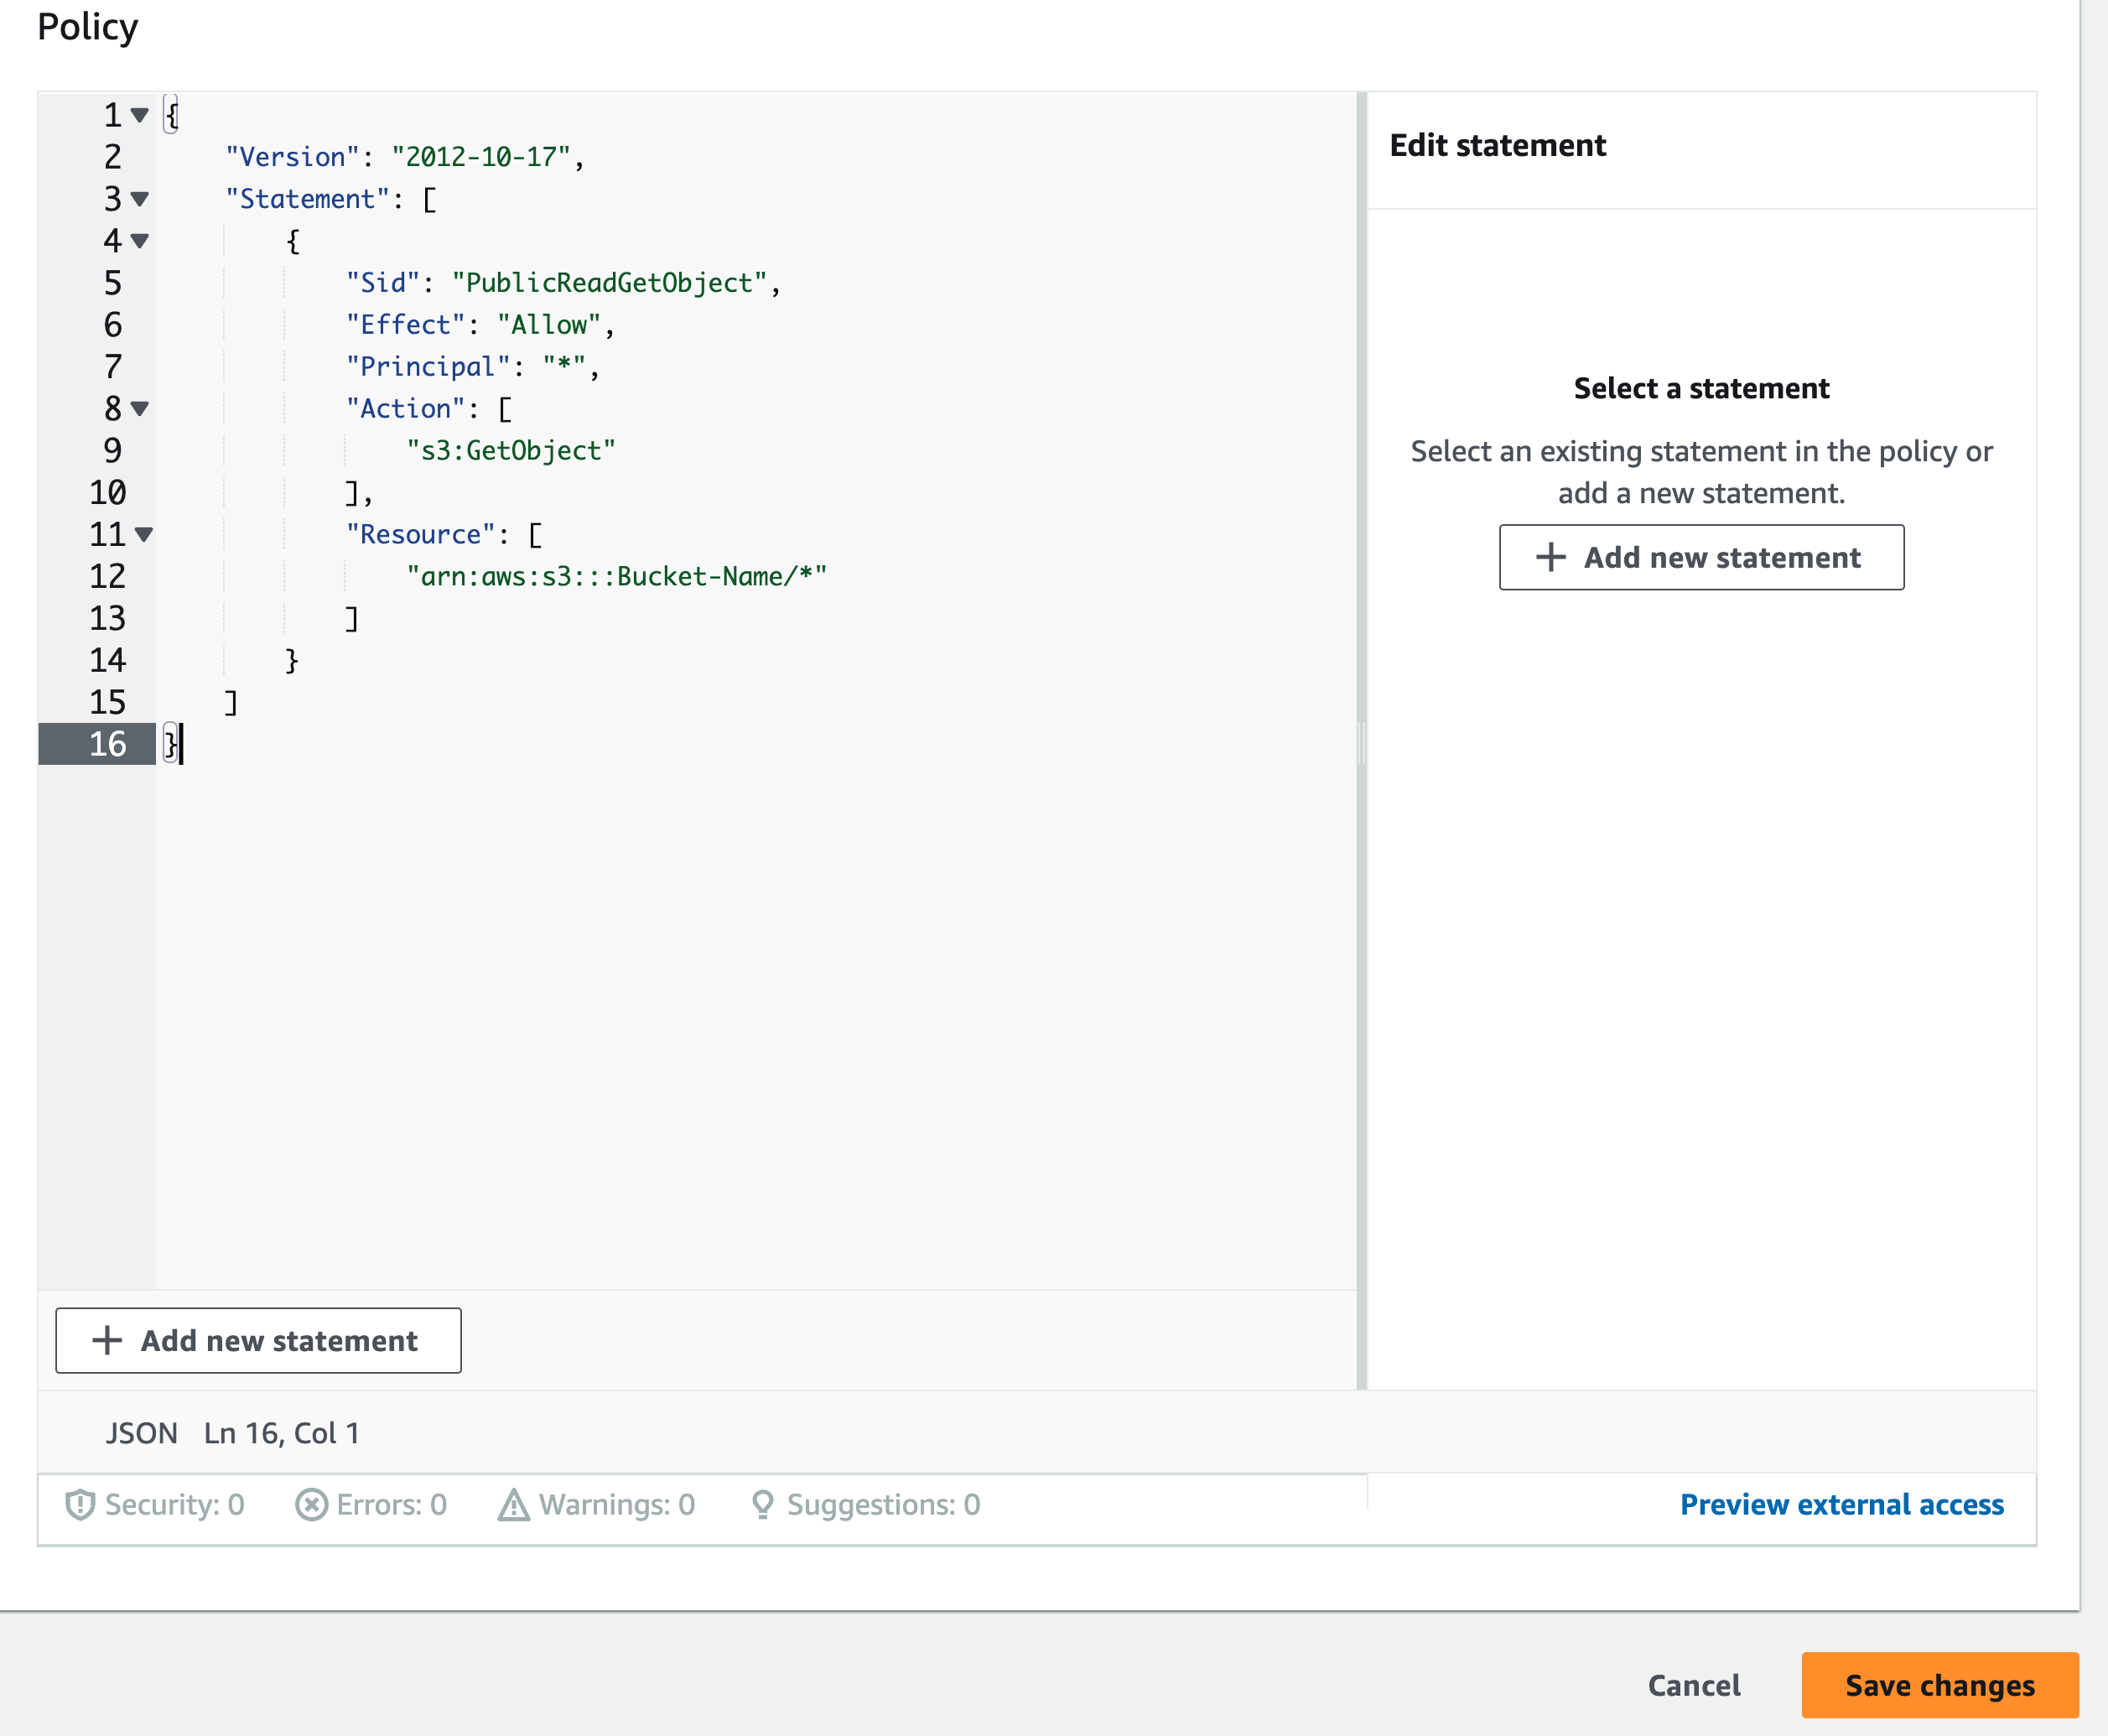 Policy
1 {
2 "Version": "2012-10-17",
3 "Statement": [
4 {
5 "Sid": "PublicReadGetObject",
6 "Effect": "Allow",
7 "Principal": "*",
8 "Action": [
9 "s3:GetObject"
10 ],
11 "Resource": [
12 "arn:aws:s3:::Bucket-Name/*"
13 ]
14 }
15 ]
16 }
+ Add new statement
JSON Ln 16, Col 1
Security: 0 Errors: 0 Warnings: 0 Suggestions: 0
Edit statement
Select a statement
Select an existing statement in the policy or
add a new statement.
+ Add new statement
Preview external access
Cancel Save changes